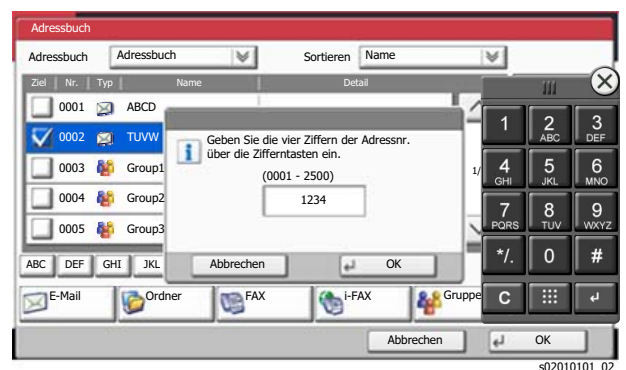 Adressbuch
Adressbuch Adressbuch Sortieren Name
Ziel Nr. Typ Name Detail
0001 ABCD
0002 TUVW
0003 Group1
0004 Group2
0005 Group3
1/
Geben Sie die vier Ziffern der Adressnr.
über die Zifferntasten ein.
(0001 - 2500)
1234
Abbrechen OK
ABC DEF GHI JKL
E-Mail Ordner FAX i-FAX Gruppe
Abbrechen OK
1 2 ABC 3 DEF
4 GHI 5 JKL 6 MNO
7 PQRS 8 TUV 9 WXYZ
*/. 0 #
C
s02010101_02